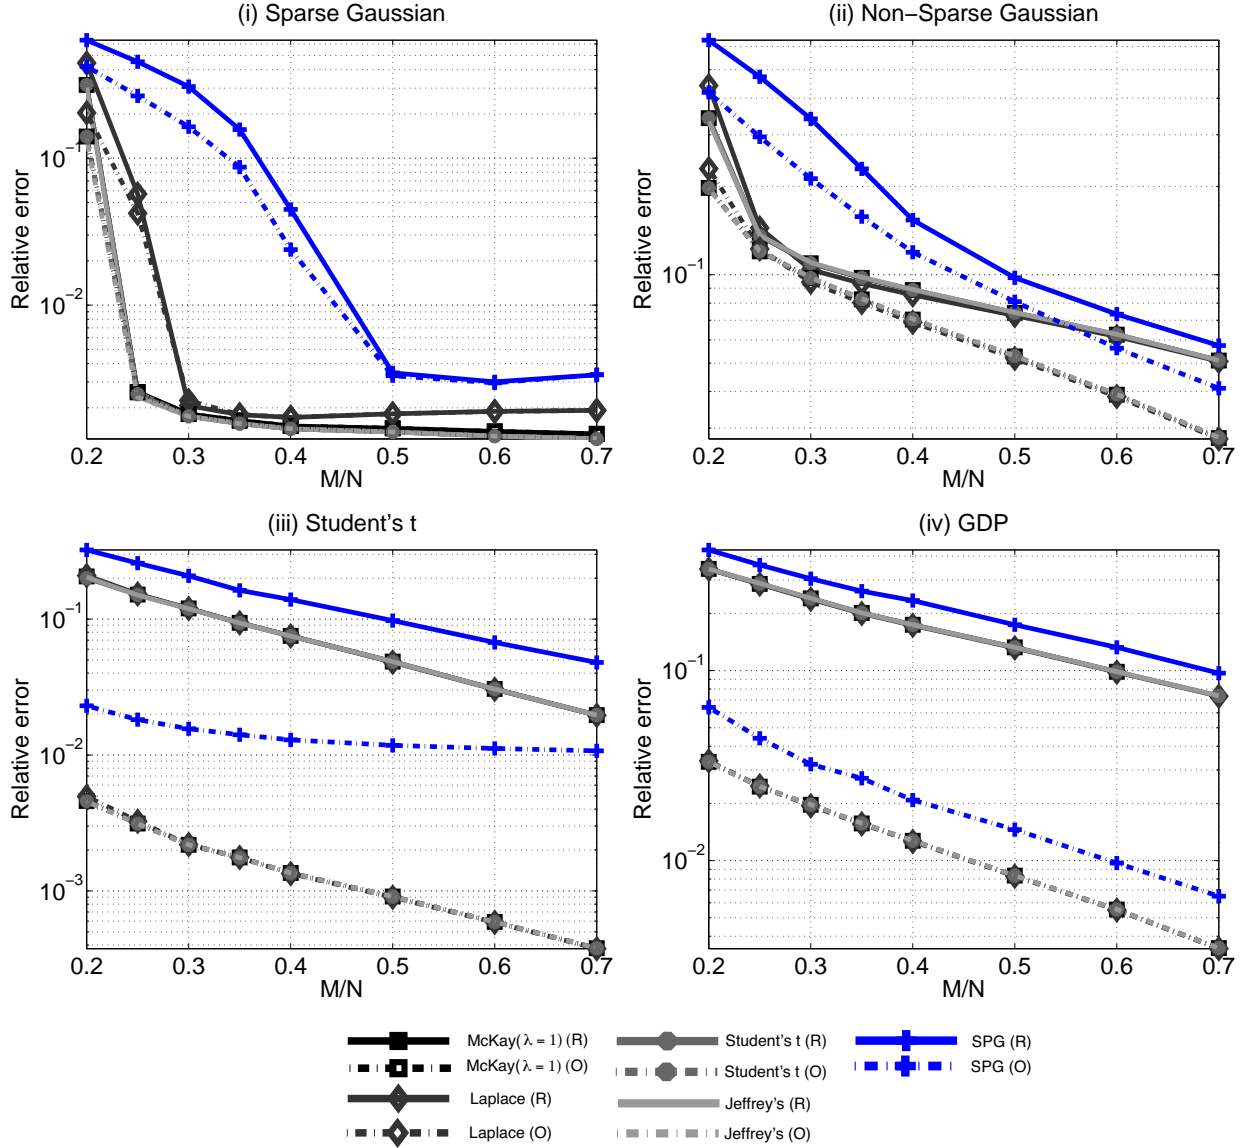 (i) Sparse Gaussian
(ii) Non−Sparse Gaussian
Relative error
10−1
10−2
0.2 0.3 0.4 0.5 0.6 0.7
M/N
Relative error
10−1
0.2 0.3 0.4 0.5 0.6 0.7
M/N
(iii) Student's t
(iv) GDP
Relative error
10−1
10−2
10−3
0.2 0.3 0.4 0.5 0.6 0.7
M/N
Relative error
10−1
10−2
0.2 0.3 0.4 0.5 0.6 0.7
M/N
McKay(λ = 1) (R)
McKay(λ = 1) (O)
Laplace (R)
Laplace (O)
Student's t (R)
Student's t (O)
Jeffrey's (R)
Jeffrey's (O)
SPG (R)
SPG (O)